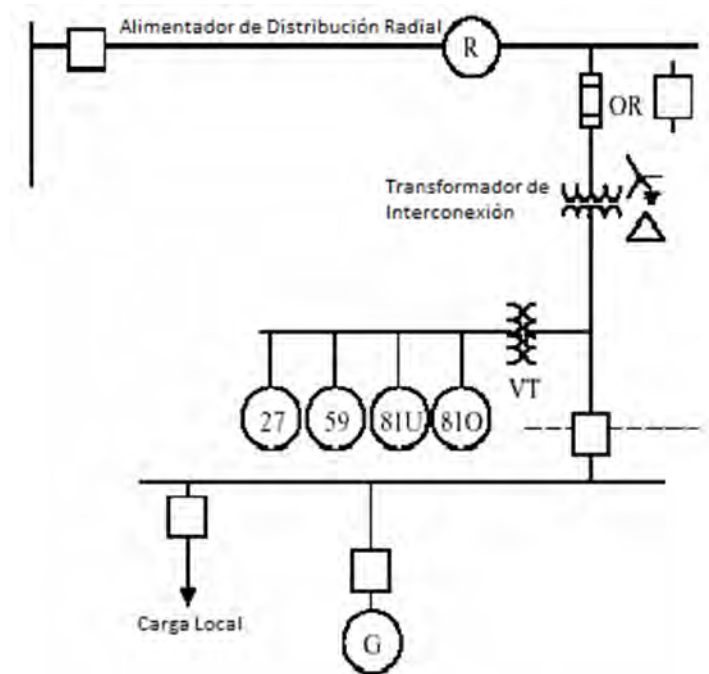 Alimentador de Distribución Radial
R
OR
Transformador de
Interconexión
VT
27 59 81U 81O
Carga Local
G